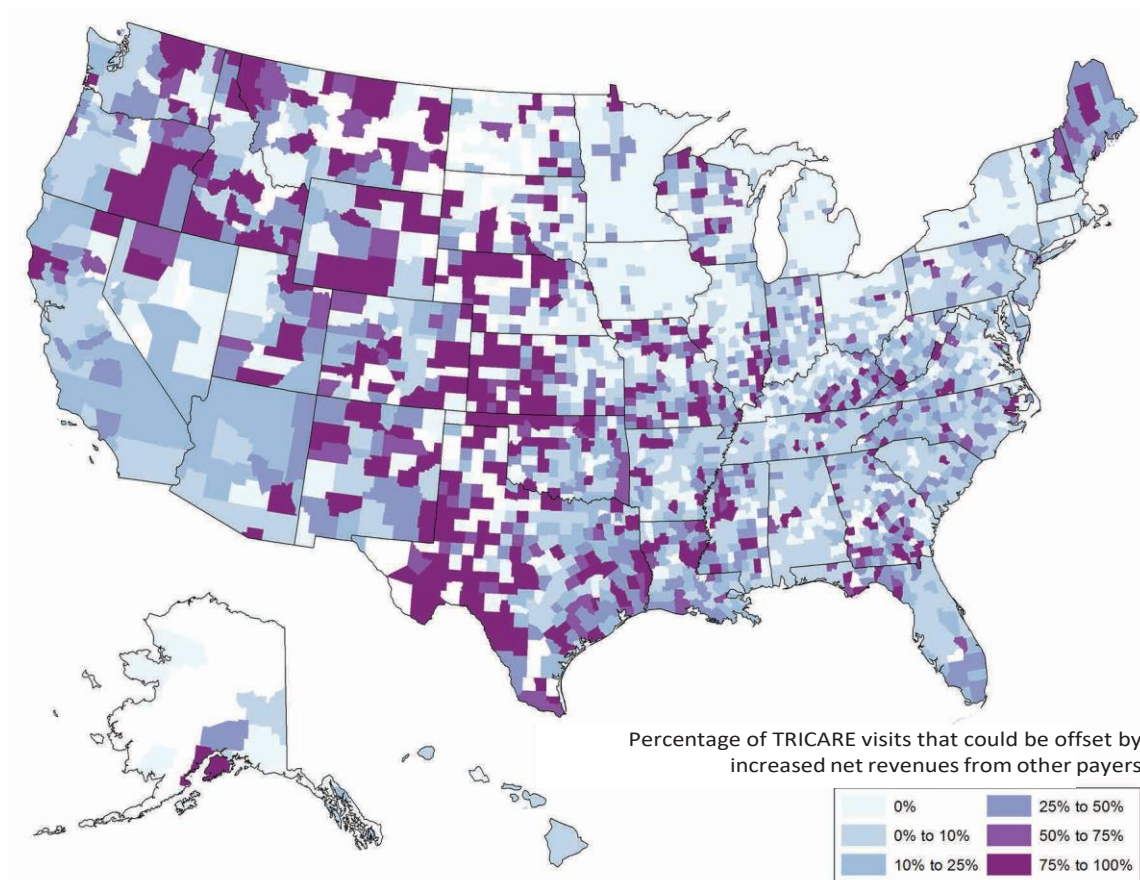 Percentage of TRICARE visits that could be offset by
increased net revenues from other payers
0%
25% to 50%
0% to 10%
50% to 75%
10% to 25%
75% to 100%